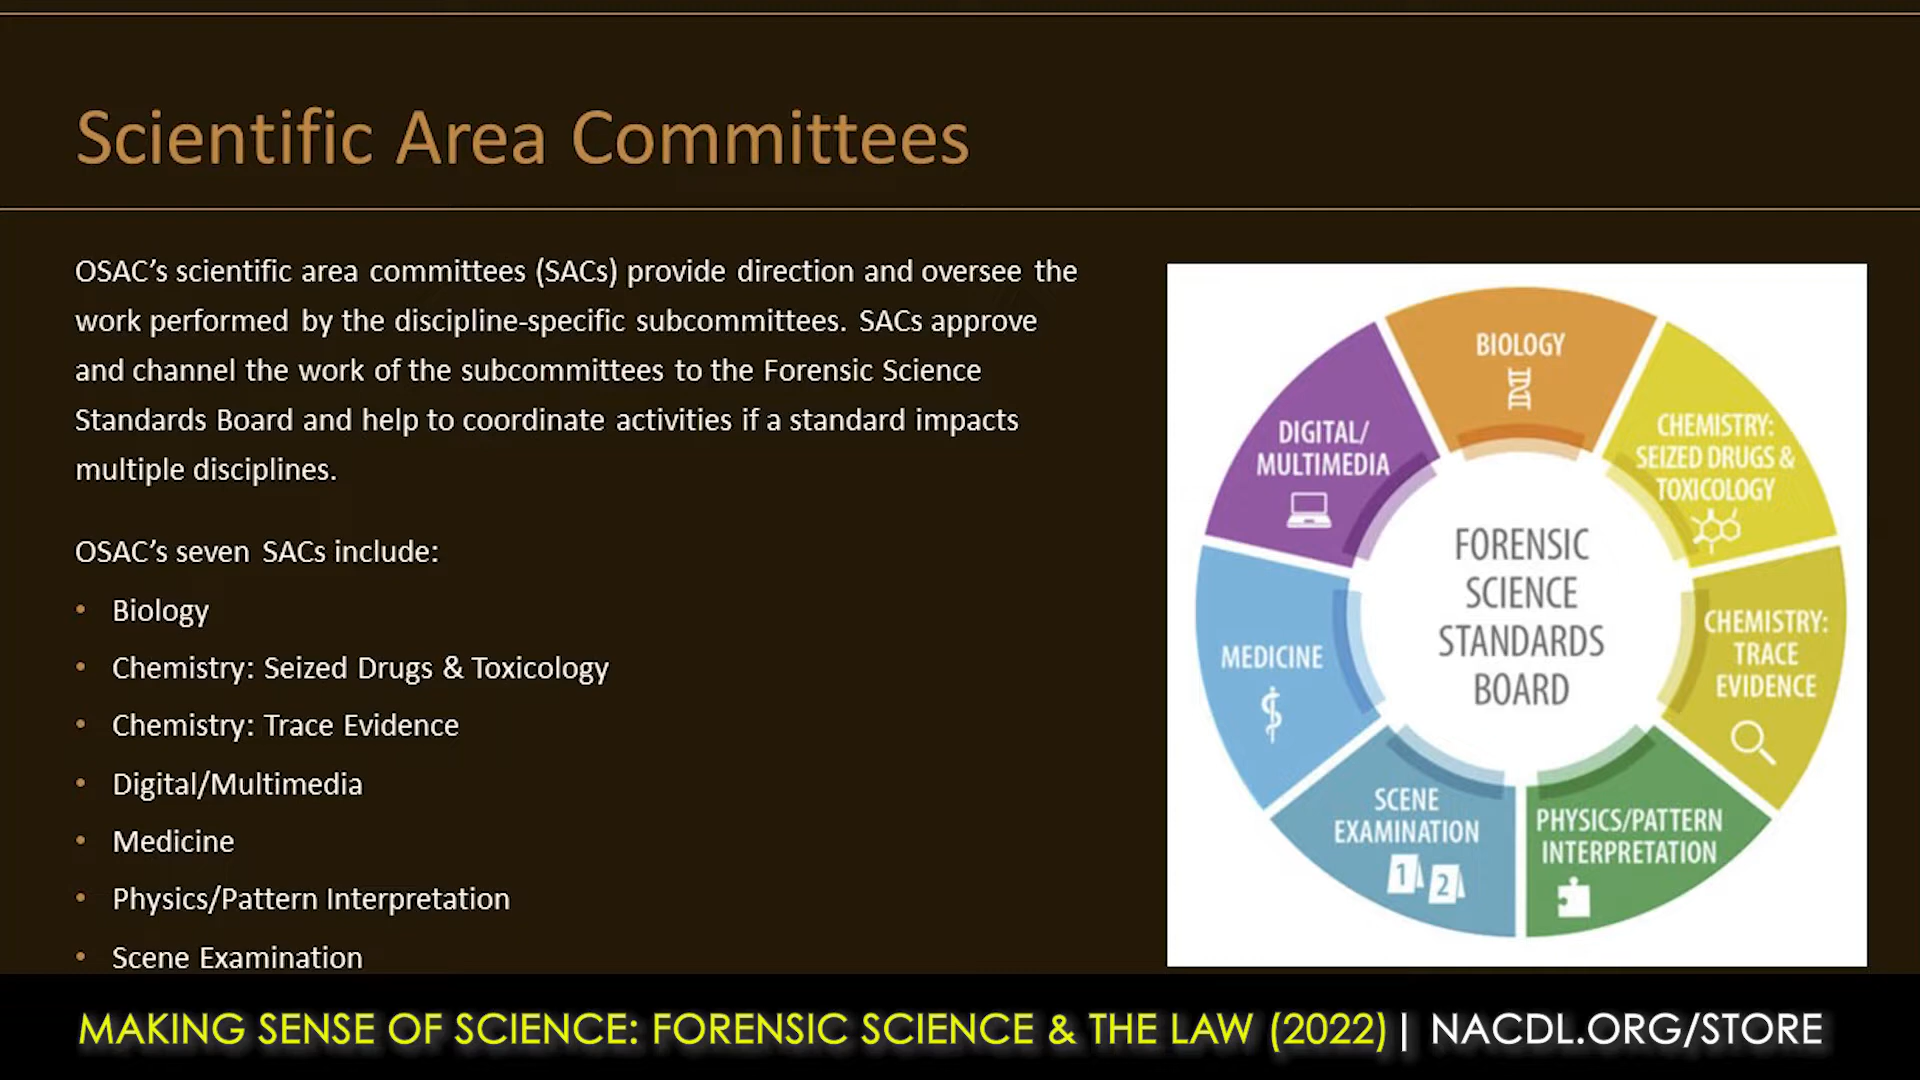 Scientific Area Committees
OSAC’s scientific area committees (SACs) provide direction and oversee the
work performed by the discipline-specific subcommittees. SACs approve
and channel the work of the subcommittees to the Forensic Science
Standards Board and help to coordinate activities if a standard impacts
multiple disciplines.
OSAC’s seven SACs include:
• Biology
• Chemistry: Seized Drugs & Toxicology
• Chemistry: Trace Evidence
• Digital/Multimedia
• Medicine
• Physics/Pattern Interpretation
• Scene Examination
BIOLOGY
CHEMISTRY:
SEIZED DRUGS &
TOXICOLOGY
CHEMISTRY:
TRACE
EVIDENCE
PHYSICS/PATTERN
INTERPRETATION
SCENE
EXAMINATION
1 2
MEDICINE
DIGITAL/
MULTIMEDIA
FORENSIC
SCIENCE
STANDARDS
BOARD
MAKING SENSE OF SCIENCE: FORENSIC SCIENCE & THE LAW (2022) | NACDL.ORG/STORE